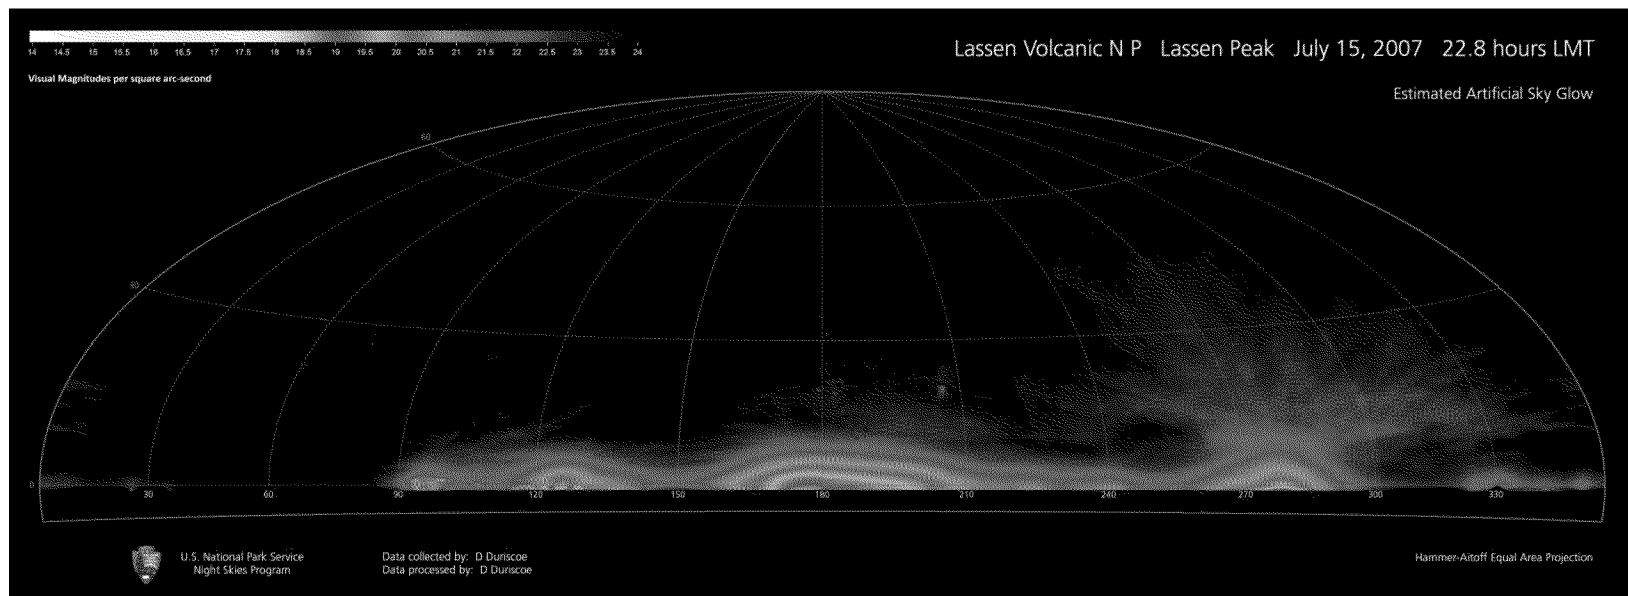 14 14.5 15 15.5 16 16.5 17 17.5 18 18.5 19 19.5 20 20.5 21 21.5 22 22.5 23 23.5 24
Visual Magnitudes per square arc-second
Lassen Volcanic N P Lassen Peak July 15, 2007 22.8 hours LMT
Estimated Artificial Sky Glow
60
30
0
30 60 90 120 150 180 210 240 270 300 330
U.S. National Park Service
Night Skies Program
Data collected by: D Duriscoe
Data processed by: D Duriscoe
Hammer-Aitoff Equal Area Projection